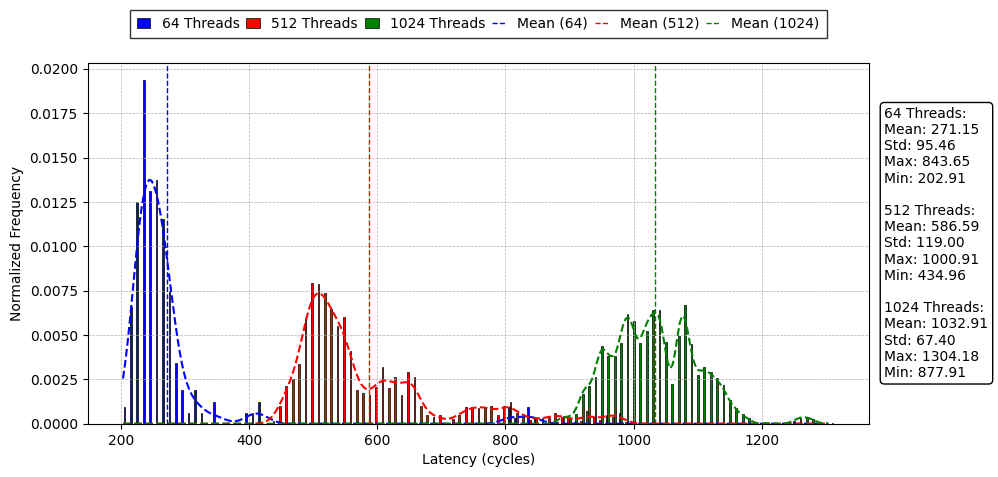 64 Threads 512 Threads 1024 Threads Mean (64) Mean (512) Mean (1024)
0.0200
0.0175
0.0150
0.0125
0.0100
0.0075
0.0050
0.0025
0.0000
Normalized Frequency
200 400 600 800 1000 1200
Latency (cycles)
64 Threads:
Mean: 271.15
Std: 95.46
Max: 843.65
Min: 202.91
512 Threads:
Mean: 586.59
Std: 119.00
Max: 1000.91
Min: 434.96
1024 Threads:
Mean: 1032.91
Std: 67.40
Max: 1304.18
Min: 877.91